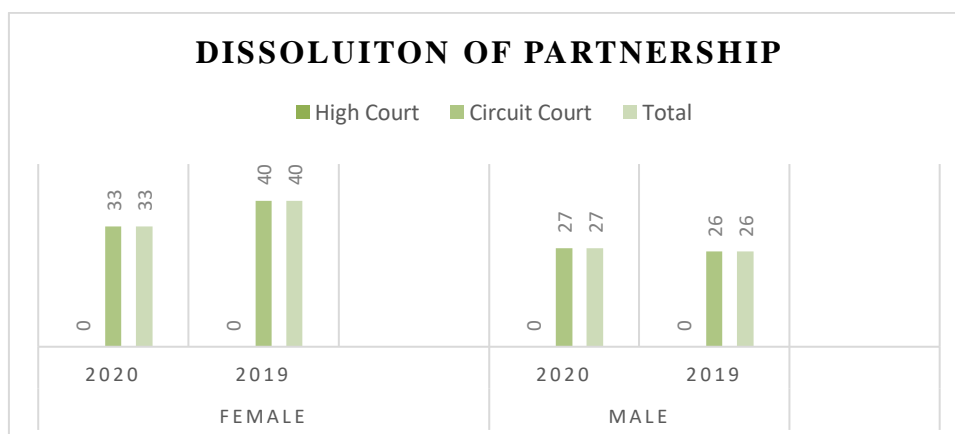 DISSOLUITON OF PARTNERSHIP
High Court Circuit Court Total
0 33 33 0 40 40 0 27 27 0 26 26
2020 2019 2020 2019
FEMALE MALE